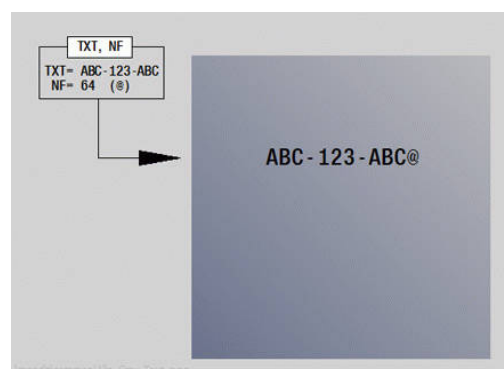 TXT, NF
TXT= ABC-123-ABC
NF= 64 (@)
ABC-123-ABC@